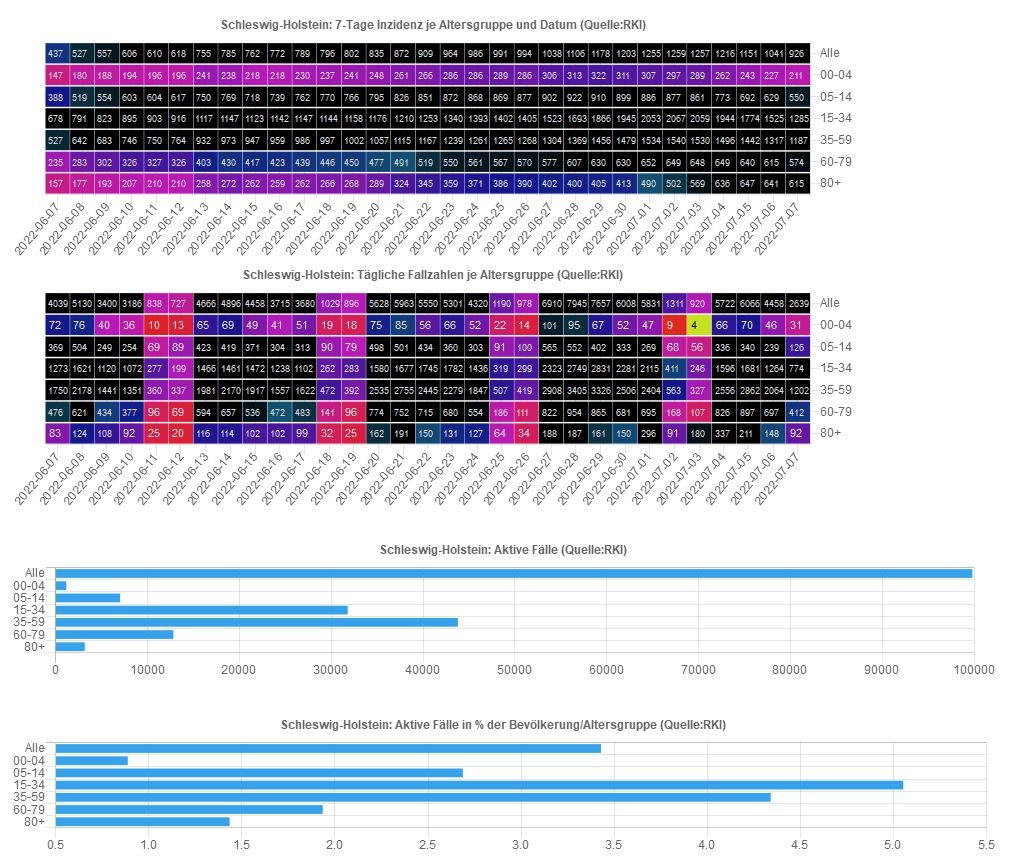 Schleswig-Holstein: 7-Tage Inzidenz je Altersgruppe und Datum (Quelle:RKI)
437 527 557 606 610 618 755 785 762 772 789 796 802 835 872 909 964 986 991 994 1038 1106 1178 1203 1255 1259 1257 1216 1151 1041 926 Alle
147 180 188 194 196 196 241 238 218 218 230 237 241 248 261 266 286 286 289 286 306 313 322 311 307 297 289 262 243 227 211 00-04
388 519 554 603 604 617 750 769 718 739 762 770 766 795 826 851 872 868 869 877 902 922 910 899 886 877 861 773 692 629 550 05-14
678 791 823 895 903 916 1117 1147 1123 1142 1147 1144 1158 1176 1210 1253 1340 1393 1402 1405 1523 1693 1866 1945 2053 2067 2059 1944 1774 1525 1285 15-34
527 642 683 746 750 764 932 973 947 959 986 997 1002 1057 1115 1167 1239 1261 1265 1268 1304 1369 1456 1479 1534 1540 1530 1496 1442 1317 1187 35-59
235 283 302 326 327 326 403 430 417 423 439 446 450 477 491 519 550 561 567 570 577 607 630 630 652 649 648 649 640 615 574 60-79
157 177 193 207 210 210 258 272 262 259 262 266 268 289 324 345 359 371 386 390 402 400 405 413 490 502 569 636 647 641 615 80+
2022-06-07 2022-06-08 2022-06-09 2022-06-10 2022-06-11 2022-06-12 2022-06-13 2022-06-14 2022-06-15 2022-06-16 2022-06-17 2022-06-18 2022-06-19 2022-06-20 2022-06-21 2022-06-22 2022-06-23 2022-06-24 2022-06-25 2022-06-26 2022-06-27 2022-06-28 2022-06-29 2022-06-30 2022-07-01 2022-07-02 2022-07-03 2022-07-04 2022-07-05 2022-07-06 2022-07-07
Schleswig-Holstein: Tägliche Fallzahlen je Altersgruppe (Quelle:RKI)
4039 5130 3400 3186 838 727 4666 4896 4458 3715 3680 1029 896 5628 5963 5550 5301 4320 1190 978 6910 7945 7657 6008 5831 1311 920 5722 6066 4458 2639 Alle
72 76 40 36 10 13 65 69 49 41 51 19 18 75 85 56 66 52 22 14 101 95 67 52 47 9 4 66 70 46 31 00-04
369 504 249 254 69 89 423 419 371 304 313 90 79 498 501 434 360 304 91 100 565 552 402 333 269 68 56 336 340 239 126 05-14
1273 1621 1120 1072 277 199 1466 1461 1472 1238 1102 262 283 1580 1677 1745 1782 1436 319 299 2323 2749 2831 2281 2115 411 246 1596 1681 1264 774 15-34
1750 2178 1441 1351 360 337 1981 2170 1917 1557 1622 472 392 2535 2755 2445 2279 1847 507 419 2908 3405 3326 2506 2404 563 327 2556 2862 2064 1202 35-59
476 621 434 377 96 69 594 657 536 472 483 141 96 774 752 715 680 554 186 111 822 954 865 681 695 168 107 826 897 697 412 60-79
83 124 108 92 25 20 116 114 102 102 99 32 25 162 191 150 131 127 64 34 188 187 161 150 296 91 180 337 211 148 92 80+
2022-06-07 2022-06-08 2022-06-09 2022-06-10 2022-06-11 2022-06-12 2022-06-13 2022-06-14 2022-06-15 2022-06-16 2022-06-17 2022-06-18 2022-06-19 2022-06-20 2022-06-21 2022-06-22 2022-06-23 2022-06-24 2022-06-25 2022-06-26 2022-06-27 2022-06-28 2022-06-29 2022-06-30 2022-07-01 2022-07-02 2022-07-03 2022-07-04 2022-07-05 2022-07-06 2022-07-07
Schleswig-Holstein: Aktive Fälle (Quelle:RKI)
Alle
00-04
05-14
15-34
35-59
60-79
80+
0 10000 20000 30000 40000 50000 60000 70000 80000 90000 100000
Schleswig-Holstein: Aktive Fälle in % der Bevölkerung/Altersgruppe (Quelle:RKI)
Alle
00-04
05-14
15-34
35-59
60-79
80+
0.5 1.0 1.5 2.0 2.5 3.0 3.5 4.0 4.5 5.0 5.5